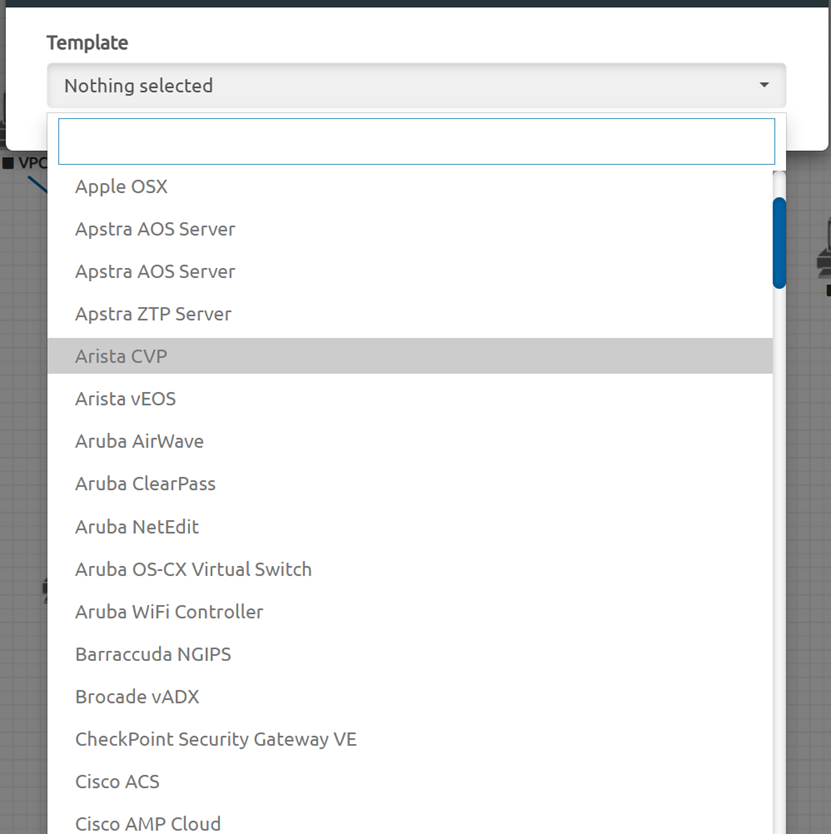 Template
Nothing selected
VPC
Apple OSX
Apstra AOS Server
Apstra AOS Server
Apstra ZTP Server
Arista CVP
Arista vEOS
Aruba AirWave
Aruba ClearPass
Aruba NetEdit
Aruba OS-CX Virtual Switch
Aruba WiFi Controller
Barraccuda NGIPS
Brocade vADX
CheckPoint Security Gateway VE
Cisco ACS
Cisco AMP Cloud